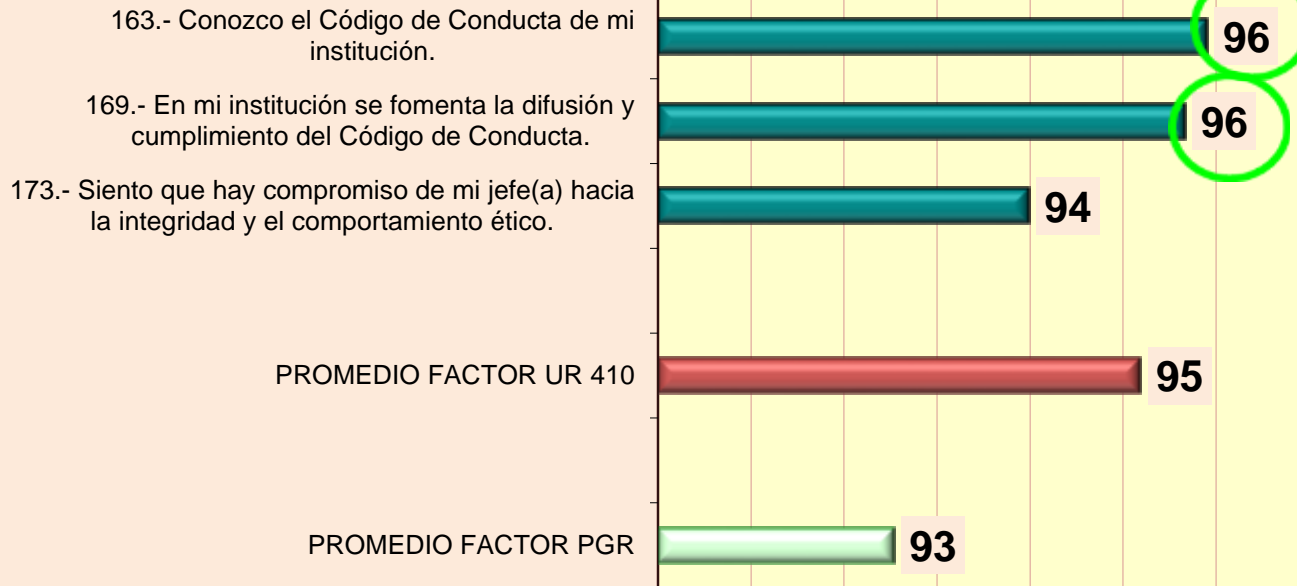 163.- Conozco el Código de Conducta de mi
institución.
96
169.- En mi institución se fomenta la difusión y
cumplimiento del Código de Conducta.
96
173.- Siento que hay compromiso de mi jefe(a) hacia
la integridad y el comportamiento ético.
94
PROMEDIO FACTOR UR 410
95
PROMEDIO FACTOR PGR
93